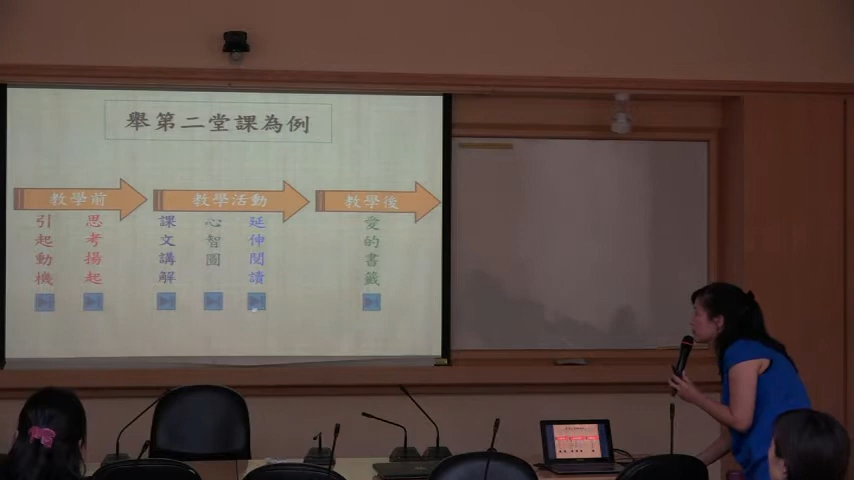 舉第二堂課為例
教學前
教學活動
教學後
引起動機
思考揚起
課文講解
心智圖
延伸閱讀
愛的書籤